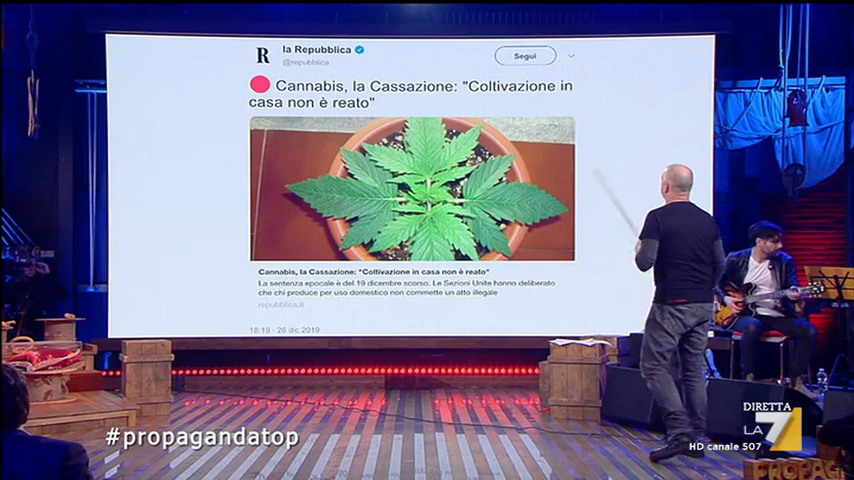 R
la Repubblica
@repubblica
Segui
Cannabis, la Cassazione: "Coltivazione in
casa non è reato"
Cannabis, la Cassazione: "Coltivazione in casa non è reato"
La sentenza epocale è del 19 dicembre scorso. Le Sezioni Unite hanno deliberato
che chi produce per uso domestico non commette un atto illegale
repubblica.it
18:19 - 26 dic 2019
#propagandatop
DIRETTA
LA 7
HD canale 507
PROPAG